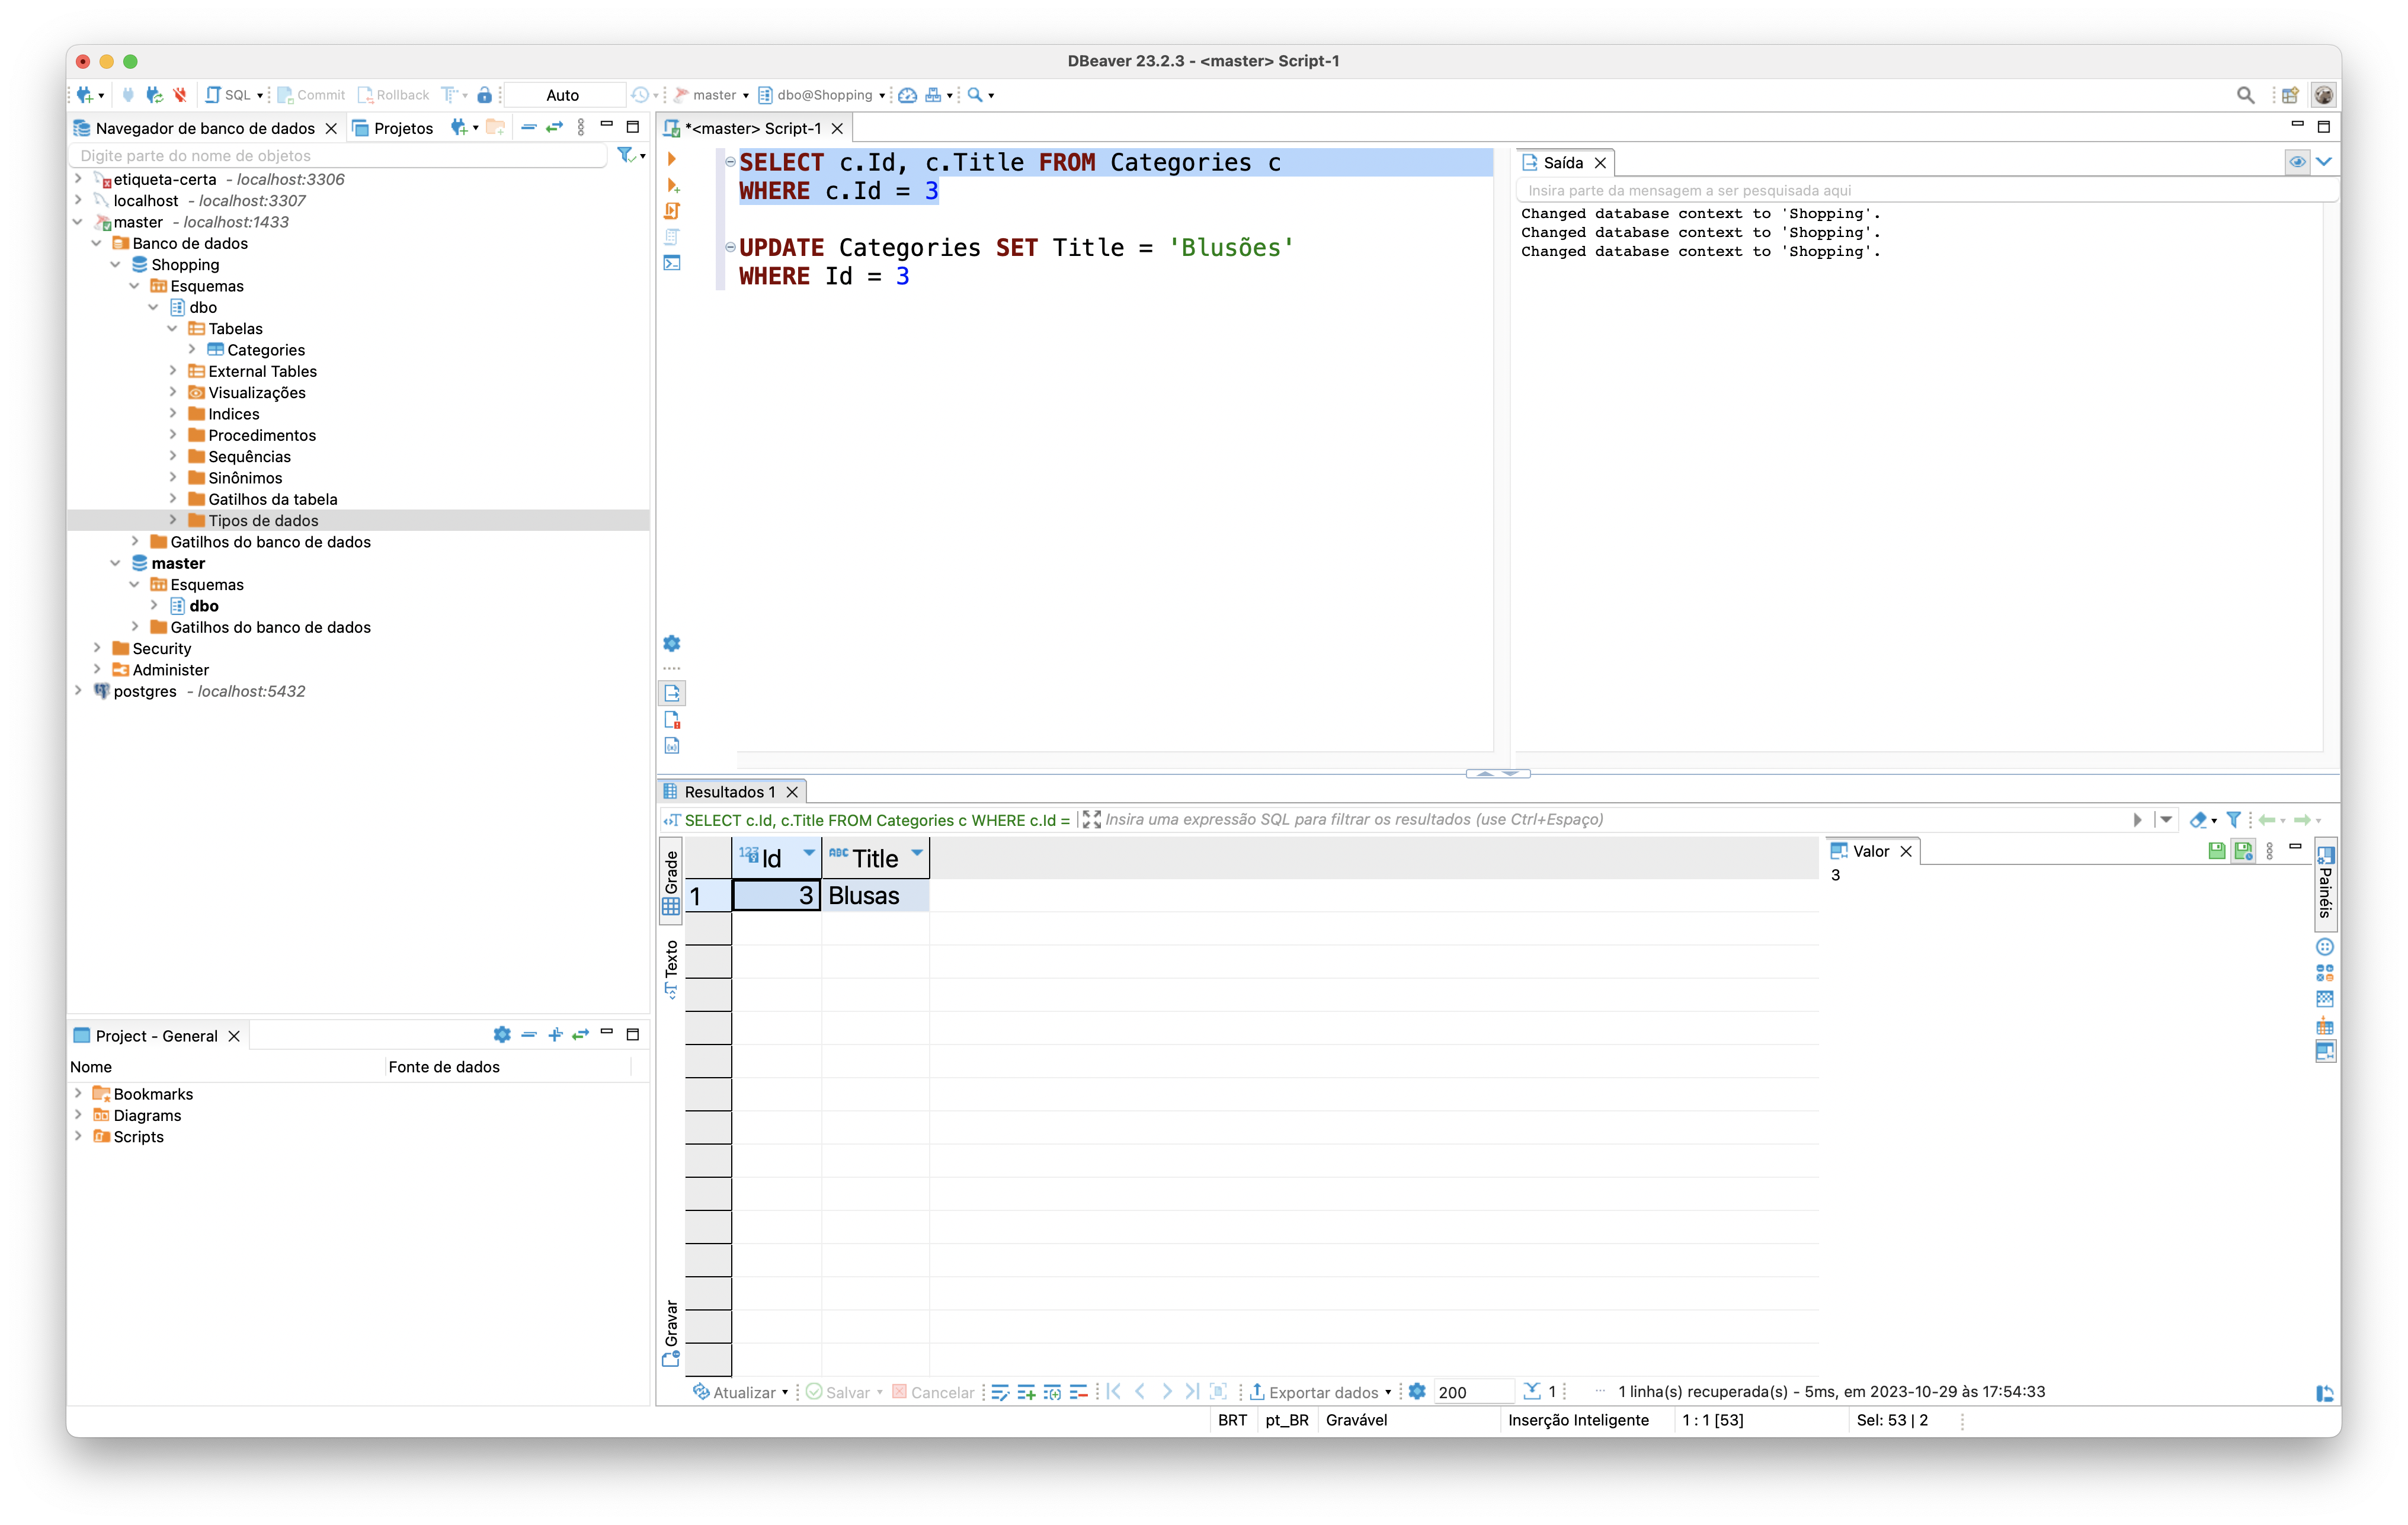 DBeaver 23.2.3 - <master> Script-1
SQL Commit Rollback Auto master dbo@Shopping
Navegador de banco de dados Projetos
Digite parte do nome de objetos
etiqueta-certa - localhost:3306
localhost - localhost:3307
master - localhost:1433
Banco de dados
Shopping
Esquemas
dbo
Tabelas
Categories
External Tables
Visualizações
Indices
Procedimentos
Sequências
Sinônimos
Gatilhos da tabela
Tipos de dados
Gatilhos do banco de dados
master
Esquemas
dbo
Gatilhos do banco de dados
Security
Administer
postgres - localhost:5432
Project - General
Nome Fonte de dados
Bookmarks
Diagrams
Scripts
*<master> Script-1
SELECT c.Id, c.Title FROM Categories c
WHERE c.Id = 3
UPDATE Categories SET Title = 'Blusões'
WHERE Id = 3
Saída
Insira parte da mensagem a ser pesquisada aqui
Changed database context to 'Shopping'.
Changed database context to 'Shopping'.
Changed database context to 'Shopping'.
Resultados 1
SELECT c.Id, c.Title FROM Categories c WHERE c.Id = Insira uma expressão SQL para filtrar os resultados (use Ctrl+Espaço)
Grade
Texto
Gravar
123 Id ABC Title
1 3 Blusas
Valor
3
Painéis
Atualizar Salvar Cancelar Exportar dados 200 1 ... 1 linha(s) recuperada(s) - 5ms, em 2023-10-29 às 17:54:33
BRT pt_BR Gravável Inserção Inteligente 1 : 1 [53] Sel: 53 | 2